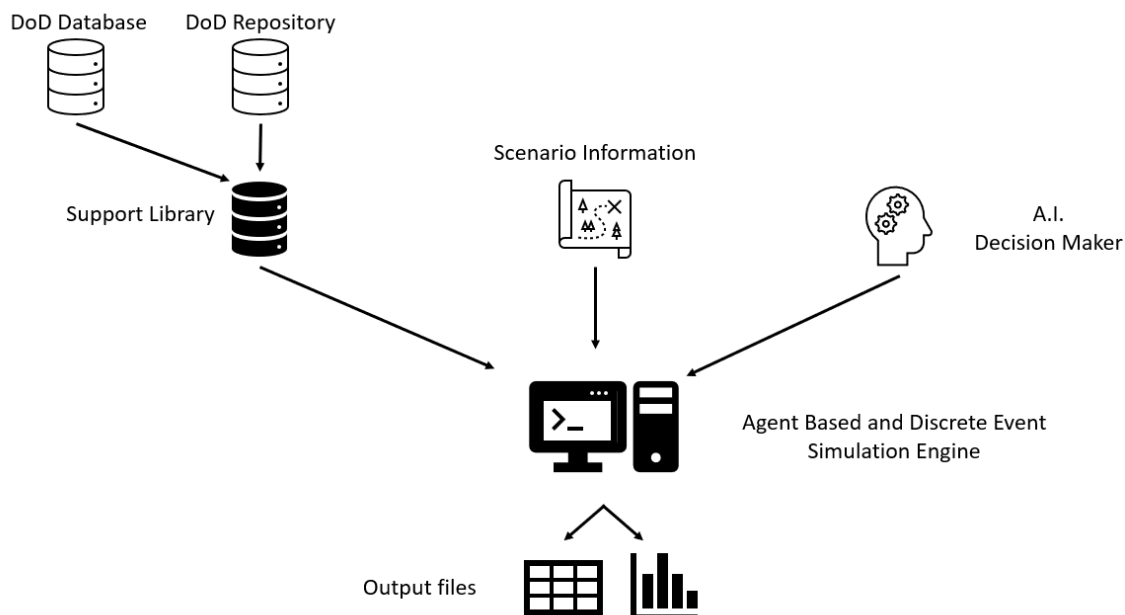 DoD Database
DoD Repository
Scenario Information
Support Library
A.I.
Decision Maker
>_
Agent Based and Discrete Event
Simulation Engine
Output files